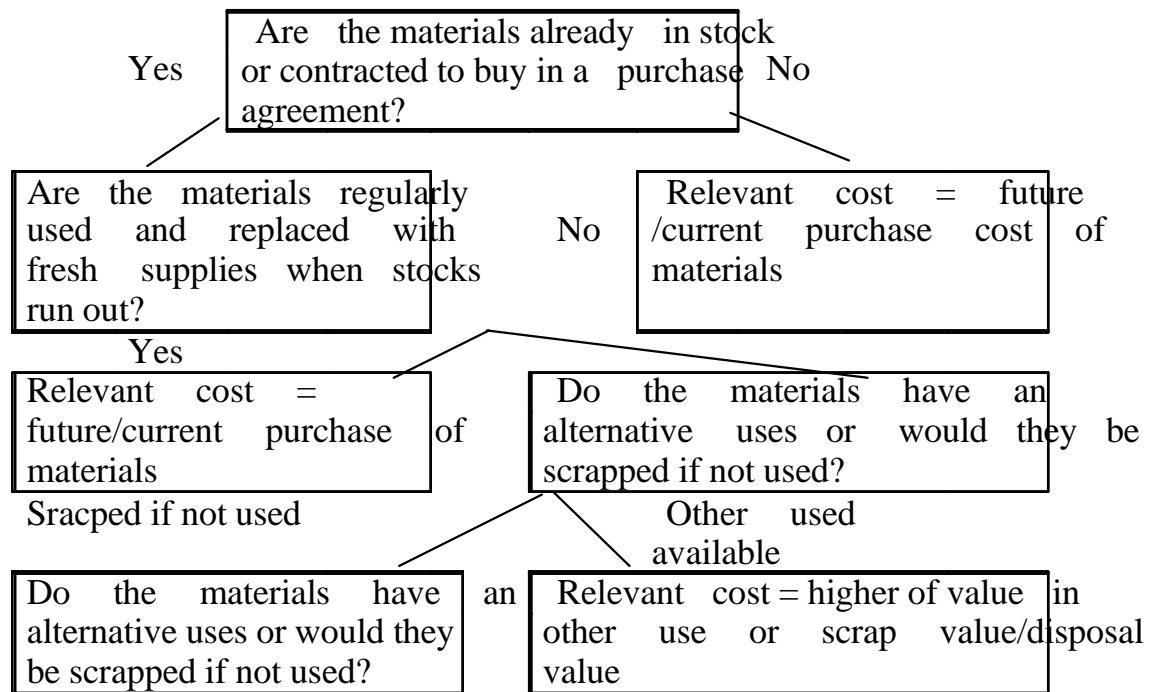 Are the materials already in stock
Yes or contracted to buy in a purchase No
agreement?
Are the materials regularly
used and replaced with
fresh supplies when stocks
run out?
No
Relevant cost = future
/current purchase cost of
materials
Yes
Relevant cost =
future/current purchase of
materials
Do the materials have an
alternative uses or would they be
scrapped if not used?
Sracped if not used
Other used
available
Do the materials have an
alternative uses or would they
be scrapped if not used?
Relevant cost = higher of value in
other use or scrap value/disposal
value